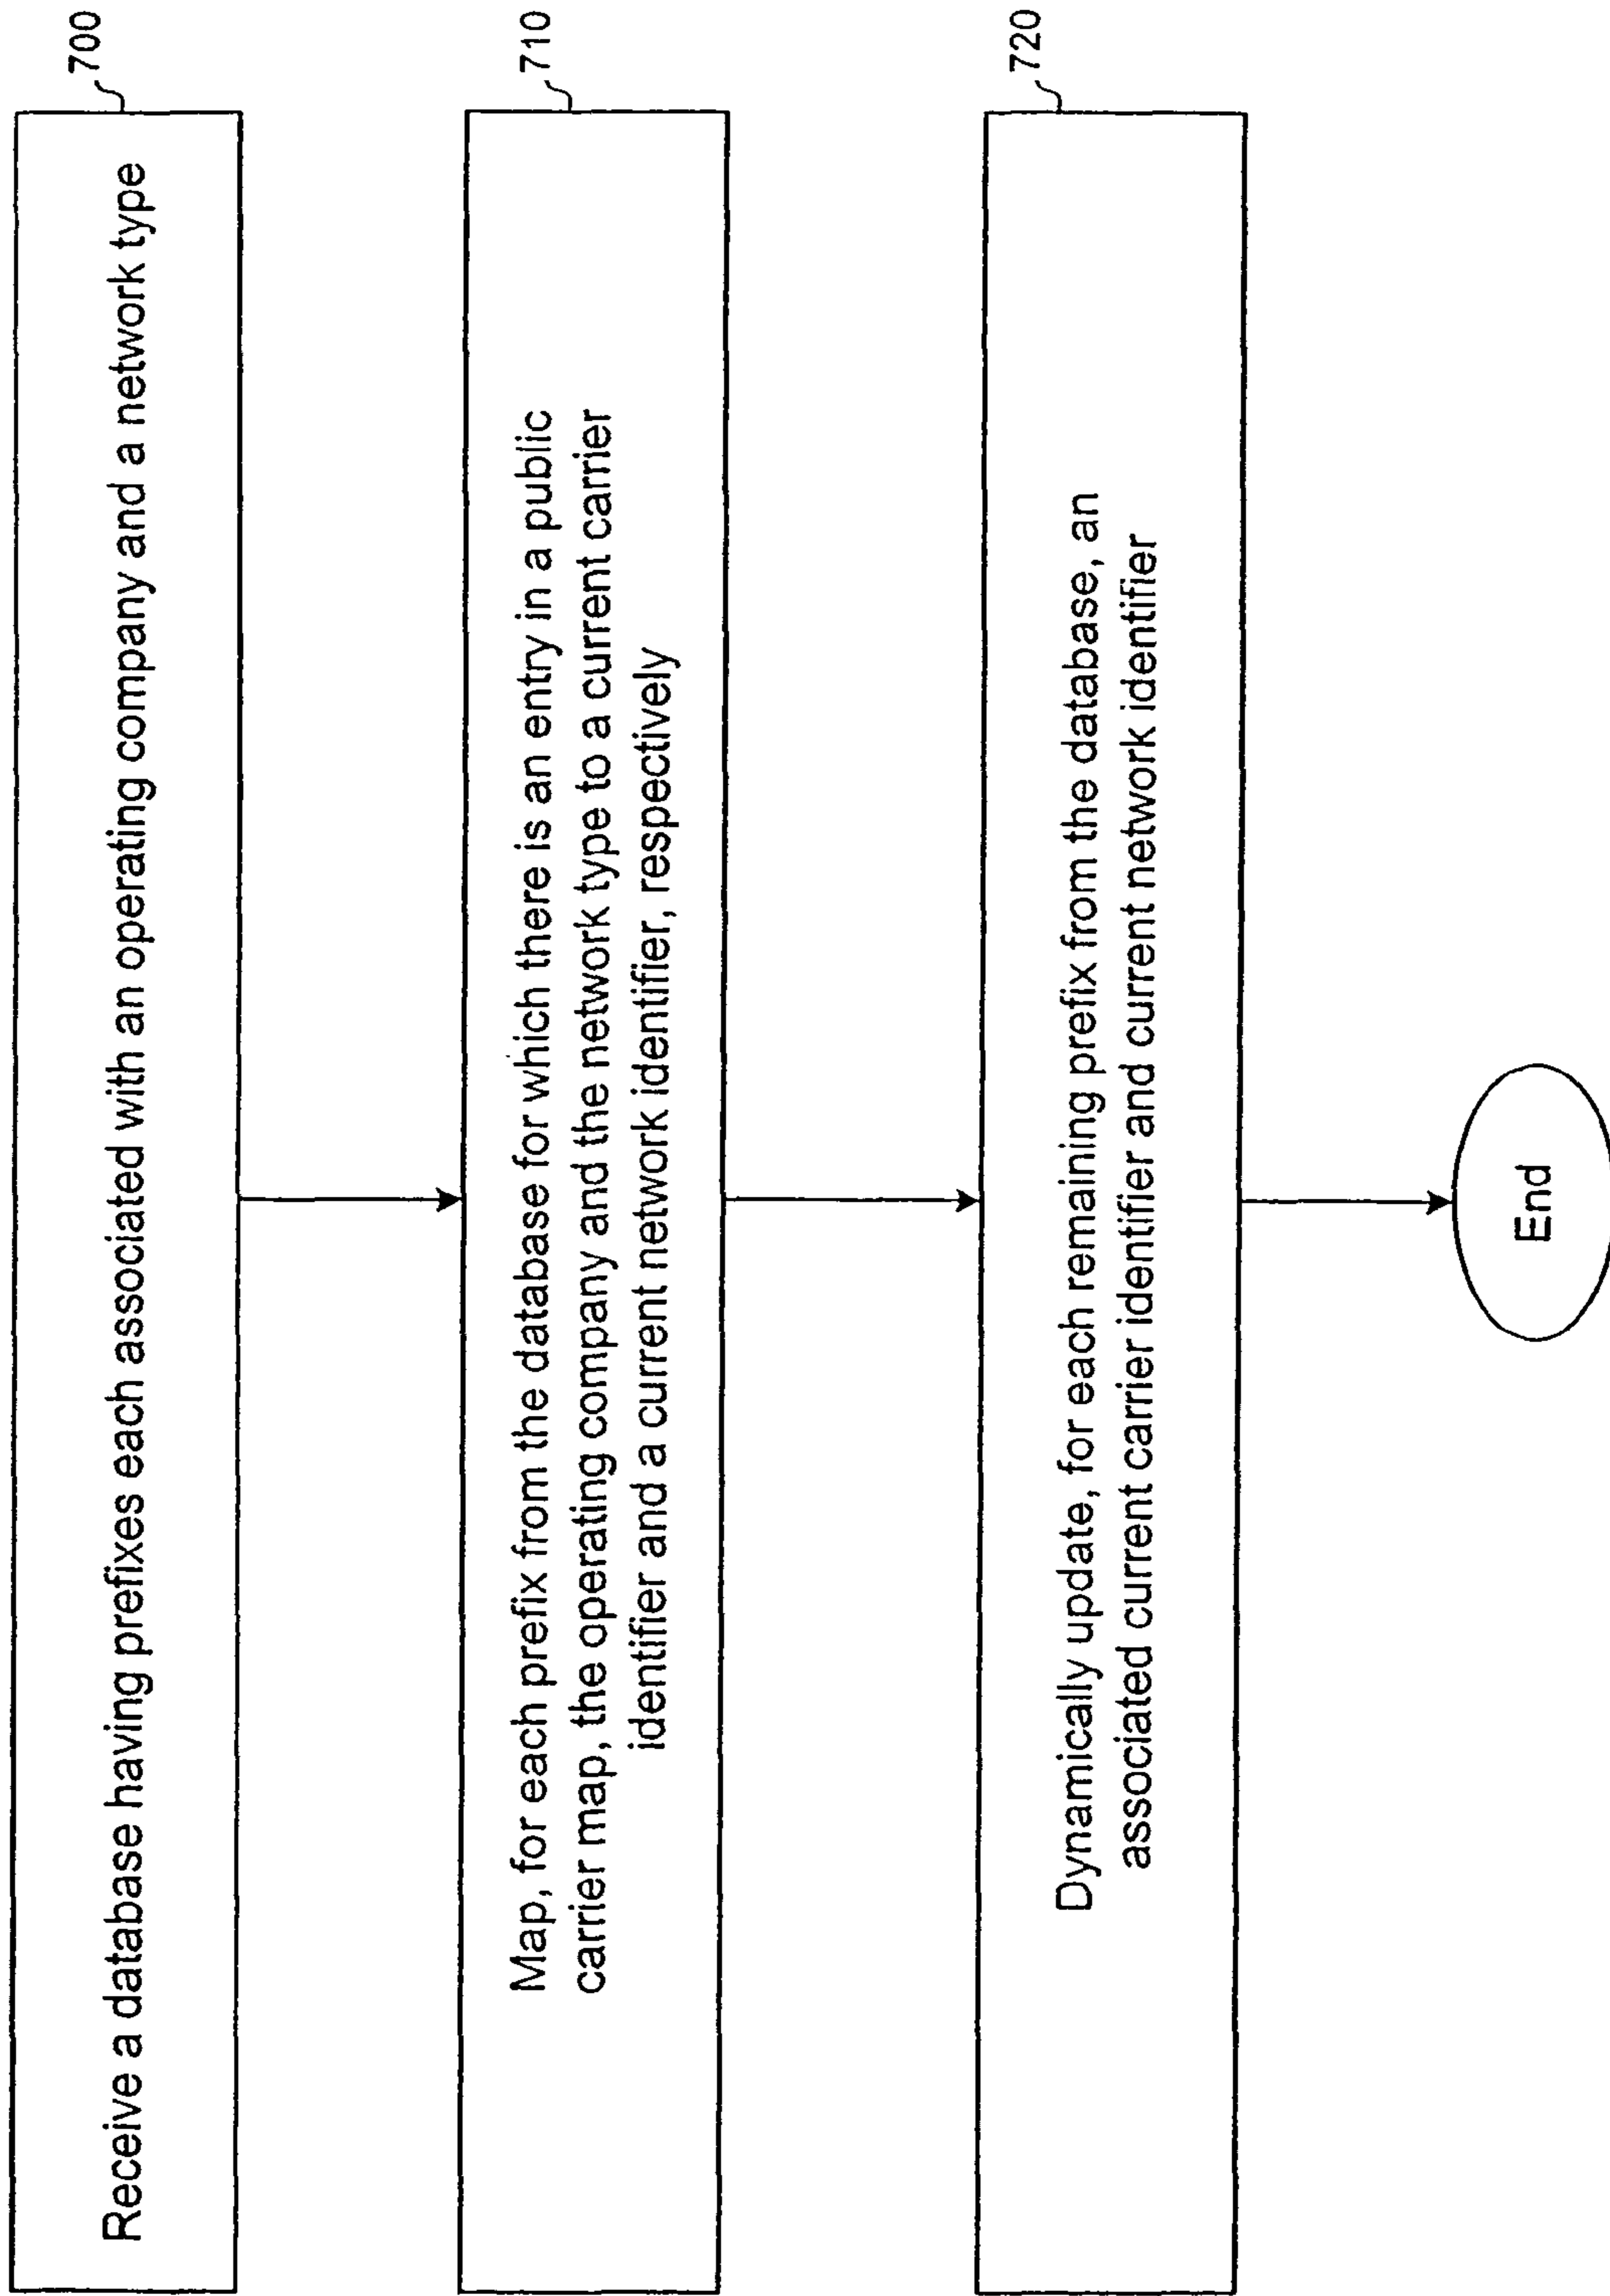 Receive a database having prefixes each associated with an operating company and a network type
700
Map, for each prefix from the database for which there is an entry in a public
carrier map, the operating company and the network type to a current carrier
identifier and a current network identifier, respectively
710
Dynamically update, for each remaining prefix from the database, an
associated current carrier identifier and current network identifier
720
End